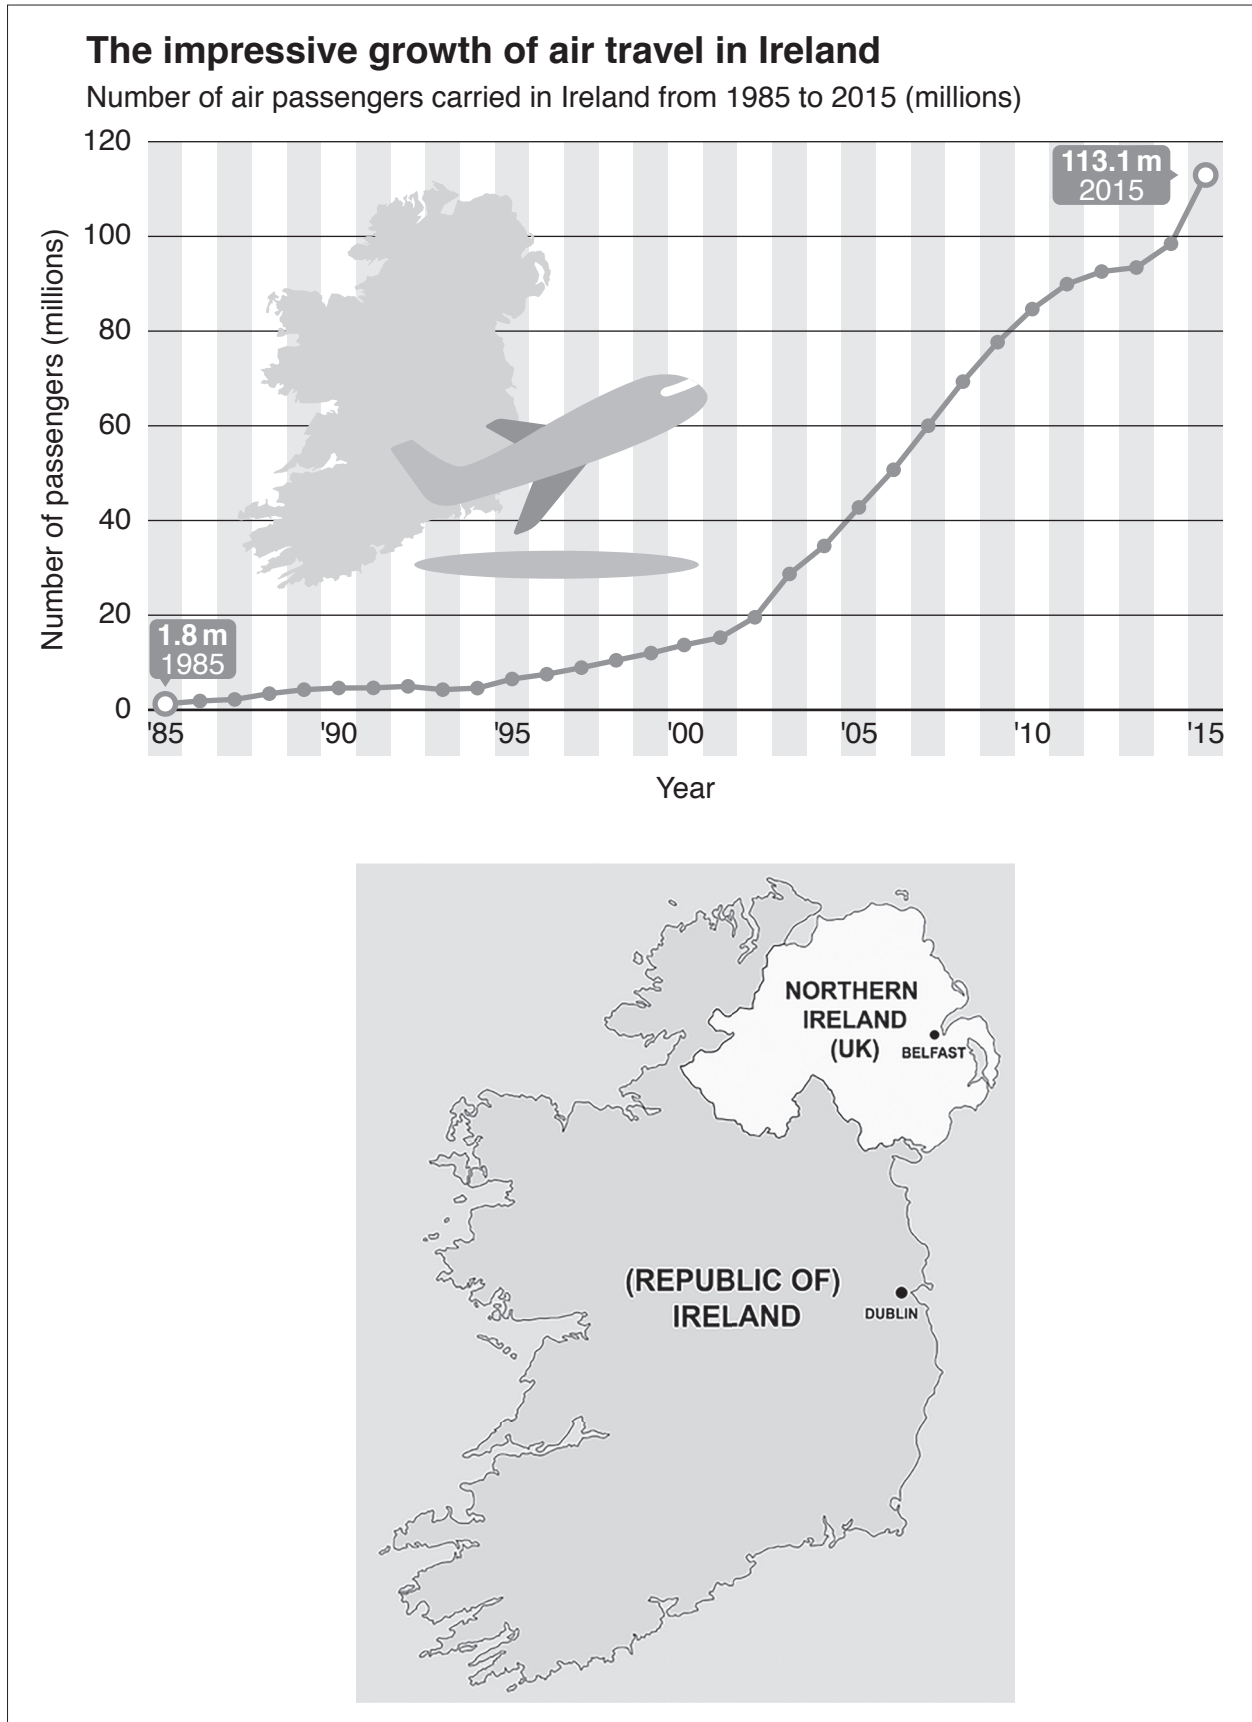 The impressive growth of air travel in Ireland
Number of air passengers carried in Ireland from 1985 to 2015 (millions)
Number of passengers (millions)
120
100
80
60
40
20
0
113.1 m
2015
1.8 m
1985
'85 '90 '95 '00 '05 '10 '15
Year
NORTHERN
IRELAND
(UK)
BELFAST
(REPUBLIC OF)
IRELAND
DUBLIN